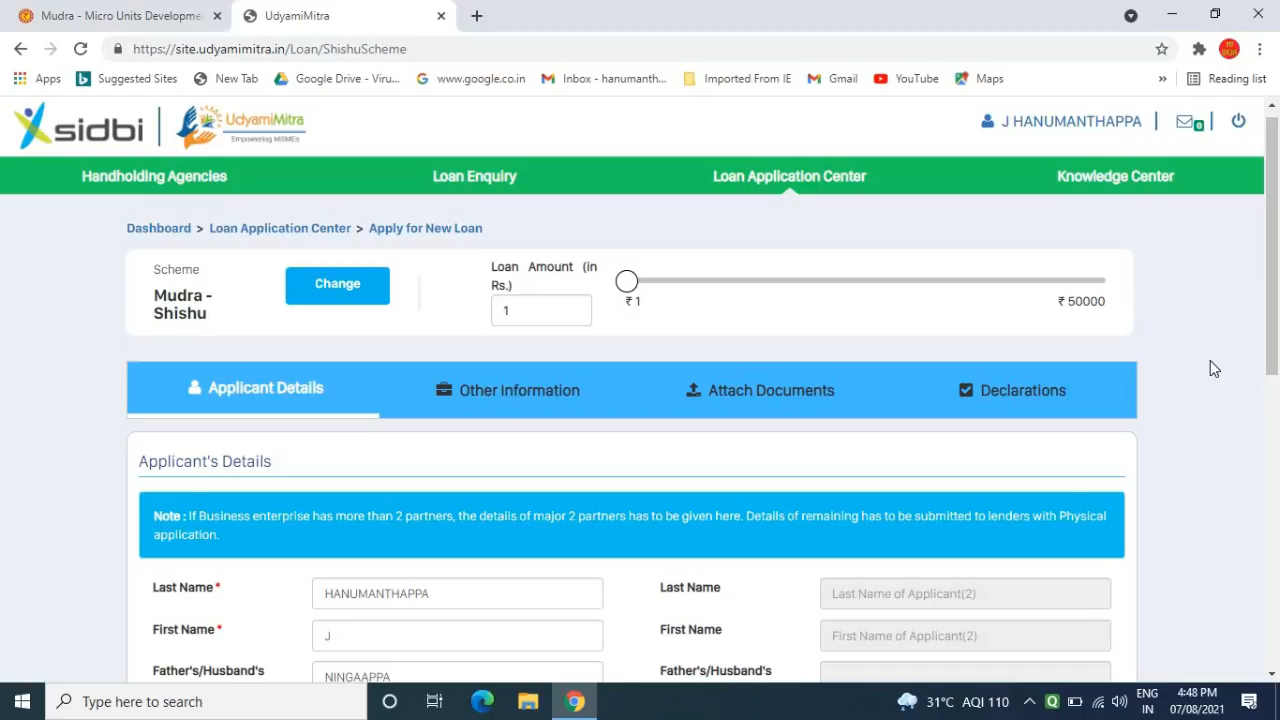 Mudra - Micro Units Developme
UdyamiMitra
https://site.udyamimitra.in/Loan/ShishuScheme
Apps
Suggested Sites
New Tab
Google Drive - Viru...
www.google.co.in
Inbox - hanumanth...
Imported From IE
Gmail
YouTube
Maps
»
Reading list
sidbi
UdyamiMitra
Empowering MSMEs
J HANUMANTHAPPA
0
Handholding Agencies
Loan Enquiry
Loan Application Center
Knowledge Center
Dashboard > Loan Application Center > Apply for New Loan
Scheme
Mudra -
Shishu
Change
Loan Amount (in
Rs.)
1
₹ 1
₹ 50000
Applicant Details
Other Information
Attach Documents
Declarations
Applicant's Details
Note : If Business enterprise has more than 2 partners, the details of major 2 partners has to be given here. Details of remaining has to be submitted to lenders with Physical
application.
Last Name *
HANUMANTHAPPA
Last Name
Last Name of Applicant(2)
First Name *
J
First Name
First Name of Applicant(2)
Father's/Husband's
NINGAAPPA
Father's/Husband's
Type here to search
31°C AQI 110
ENG
IN
4:48 PM
07/08/2021